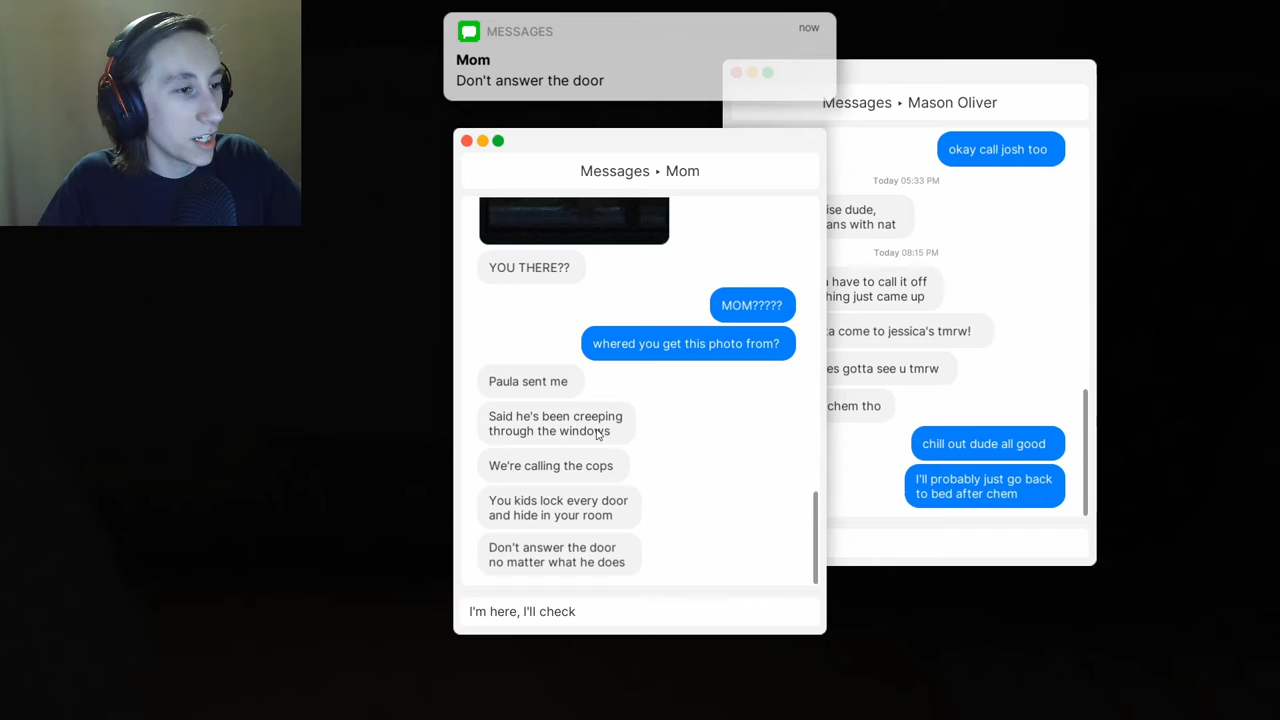 MESSAGES
now
Mom
Don't answer the door
Messages ‣ Mason Oliver
okay call josh too
Today 05:33 PM
dude,
with nat
Today 08:15 PM
have to call it off
just came up
come to jessica's tmrw!
gotta see u tmrw
chem tho
chill out dude all good
I'll probably just go back
to bed after chem
Messages ‣ Mom
YOU THERE??
MOM?????
whered you get this photo from?
Paula sent me
Said he's been creeping
through the windows
We're calling the cops
You kids lock every door
and hide in your room
Don't answer the door
no matter what he does
I'm here, I'll check